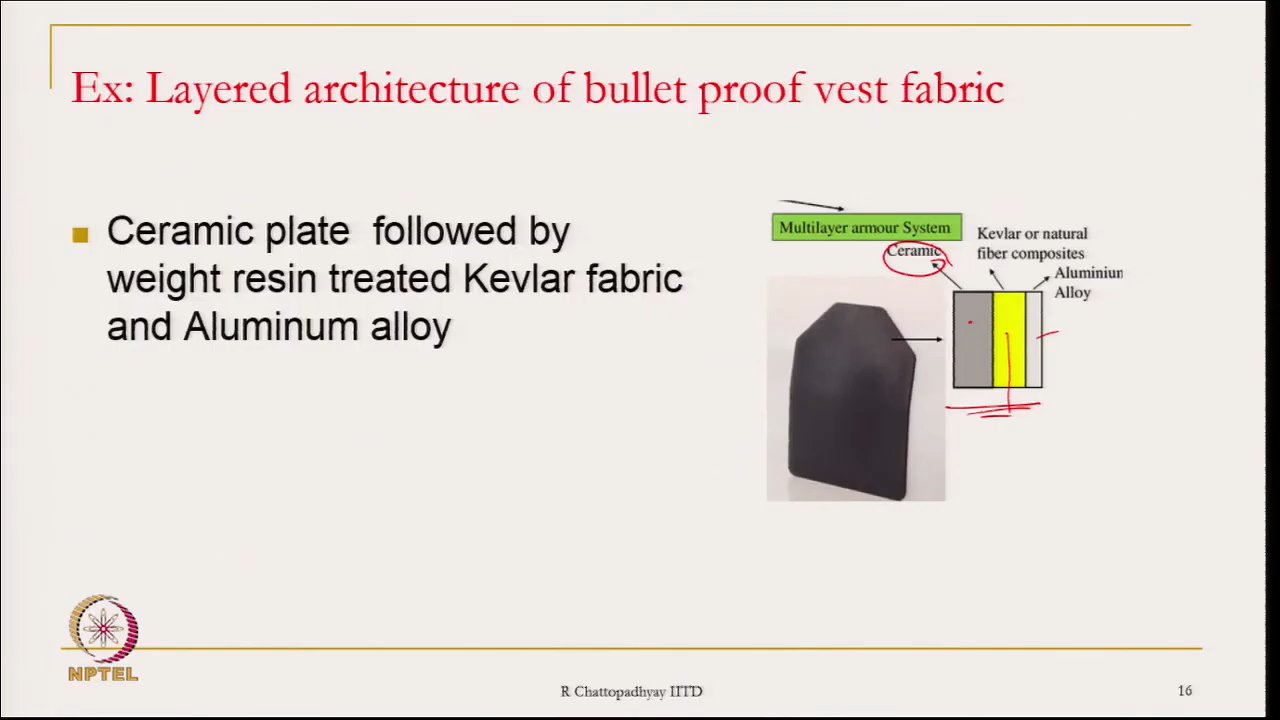 Ex: Layered architecture of bullet proof vest fabric
Ceramic plate followed by
weight resin treated Kevlar fabric
and Aluminum alloy
Multilayer armour System
Ceramic
Kevlar or natural
fiber composites
Aluminiun
Alloy
NPTEL
R Chattopadhyay IITD
16